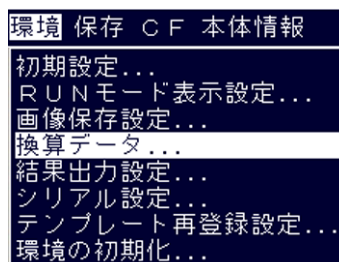 環境 保存 ＣＦ 本体情報
初期設定...
ＲＵＮモード表示設定...
画像保存設定...
換算データ...
結果出力設定...
シリアル設定...
テンプレート再登録設定...
環境の初期化...